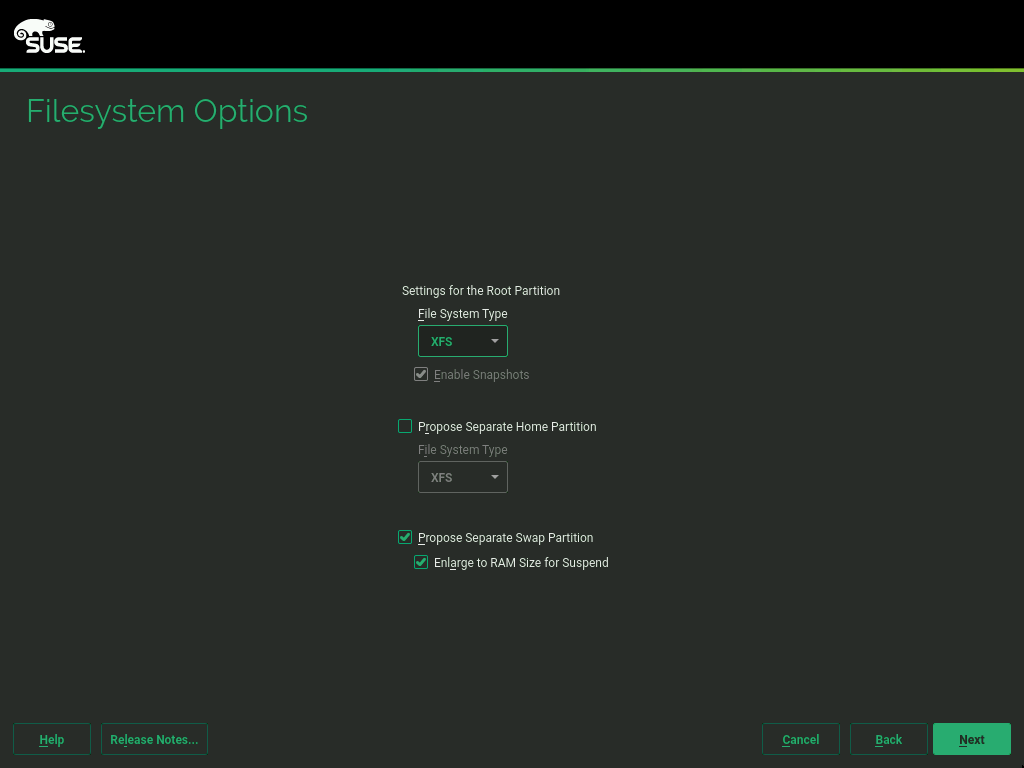 SUSE.
Filesystem Options
Settings for the Root Partition
File System Type
XFS
Enable Snapshots
Propose Separate Home Partition
File System Type
XFS
Propose Separate Swap Partition
Enlarge to RAM Size for Suspend
Help
Release Notes...
Cancel
Back
Next